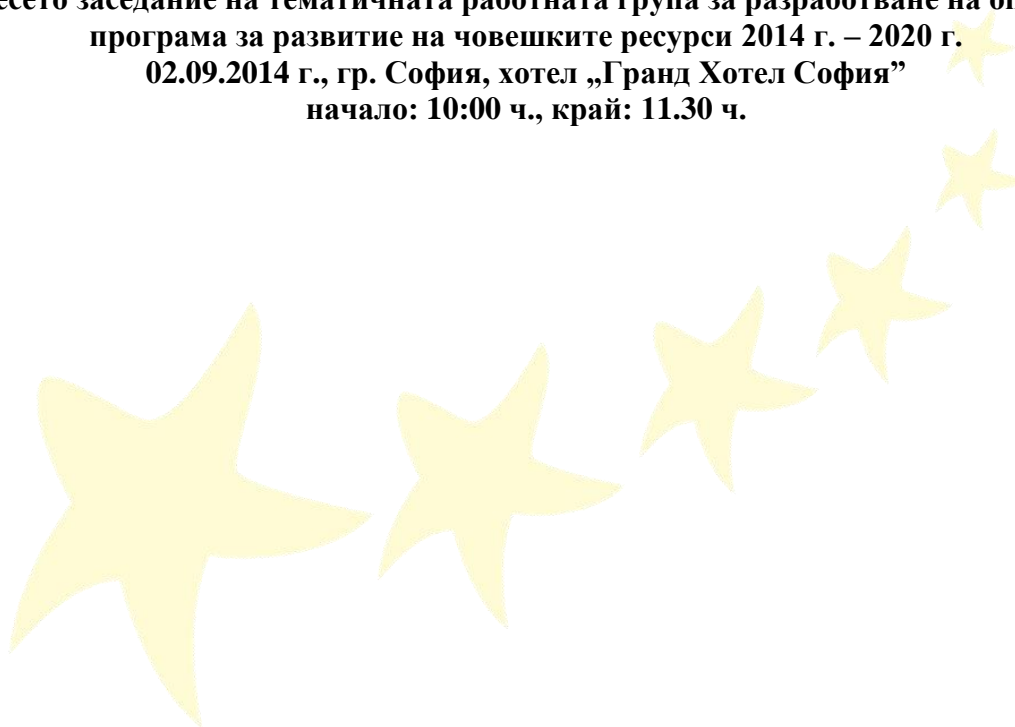 заседание на тематичната работната група за разработване на
програма за развитие на човешките ресурси 2014 г. – 2020 г.
02.09.2014 г., гр. София, хотел „Гранд Хотел София”
начало: 10:00 ч., край: 11.30 ч.